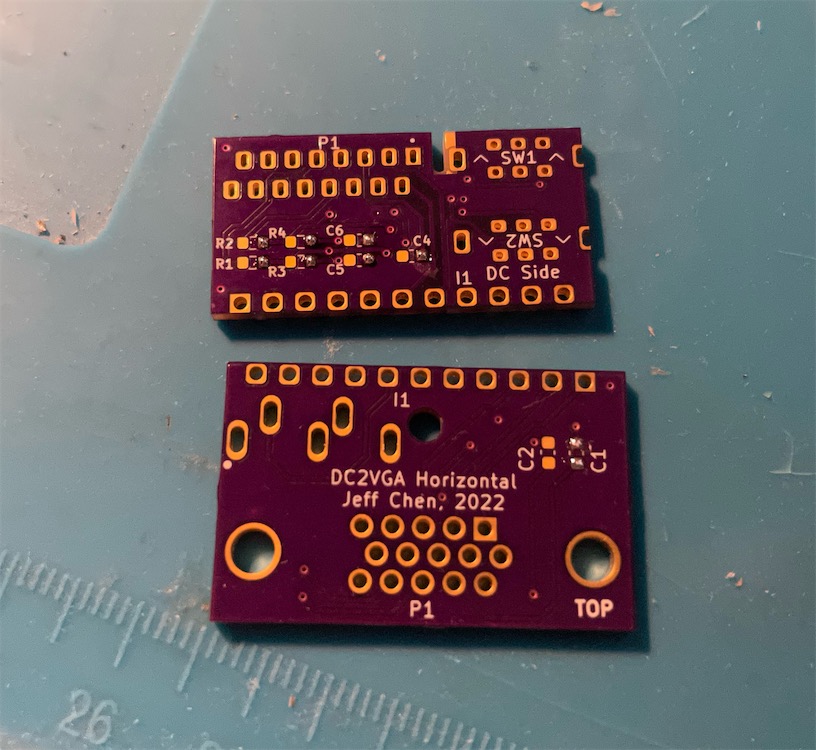 P1
SW1
R2 R4 C6 C4
SW2
R1 R3 C5
I1 DC Side
I1
C2 C1
DC2VGA Horizontal
Jeff Chen, 2022
P1 TOP
26